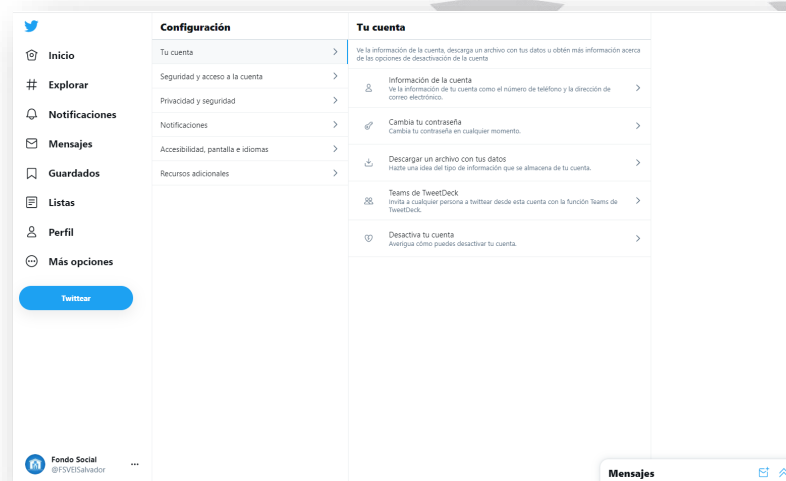 Inicio
Explorar
Notificaciones
Mensajes
Guardados
Listas
Perfil
Más opciones
Twittear
Fondo Social
@FSVElSalvador
Configuración
Tu cuenta
Seguridad y acceso a la cuenta
Privacidad y seguridad
Notificaciones
Accesibilidad, pantalla e idiomas
Recursos adicionales
Tu cuenta
Ve la información de la cuenta, descarga un archivo con tus datos u obtén más información acerca
de las opciones de desactivación de la cuenta
Información de la cuenta
Ve la información de tu cuenta como el número de teléfono y la dirección de
correo electrónico.
Cambia tu contraseña
Cambia tu contraseña en cualquier momento.
Descargar un archivo con tus datos
Hazte una idea del tipo de información que se almacena de tu cuenta.
Teams de TweetDeck
Invita a cualquier persona a twittear desde esta cuenta con la función Teams de
TweetDeck.
Desactiva tu cuenta
Averigua cómo puedes desactivar tu cuenta.
Mensajes